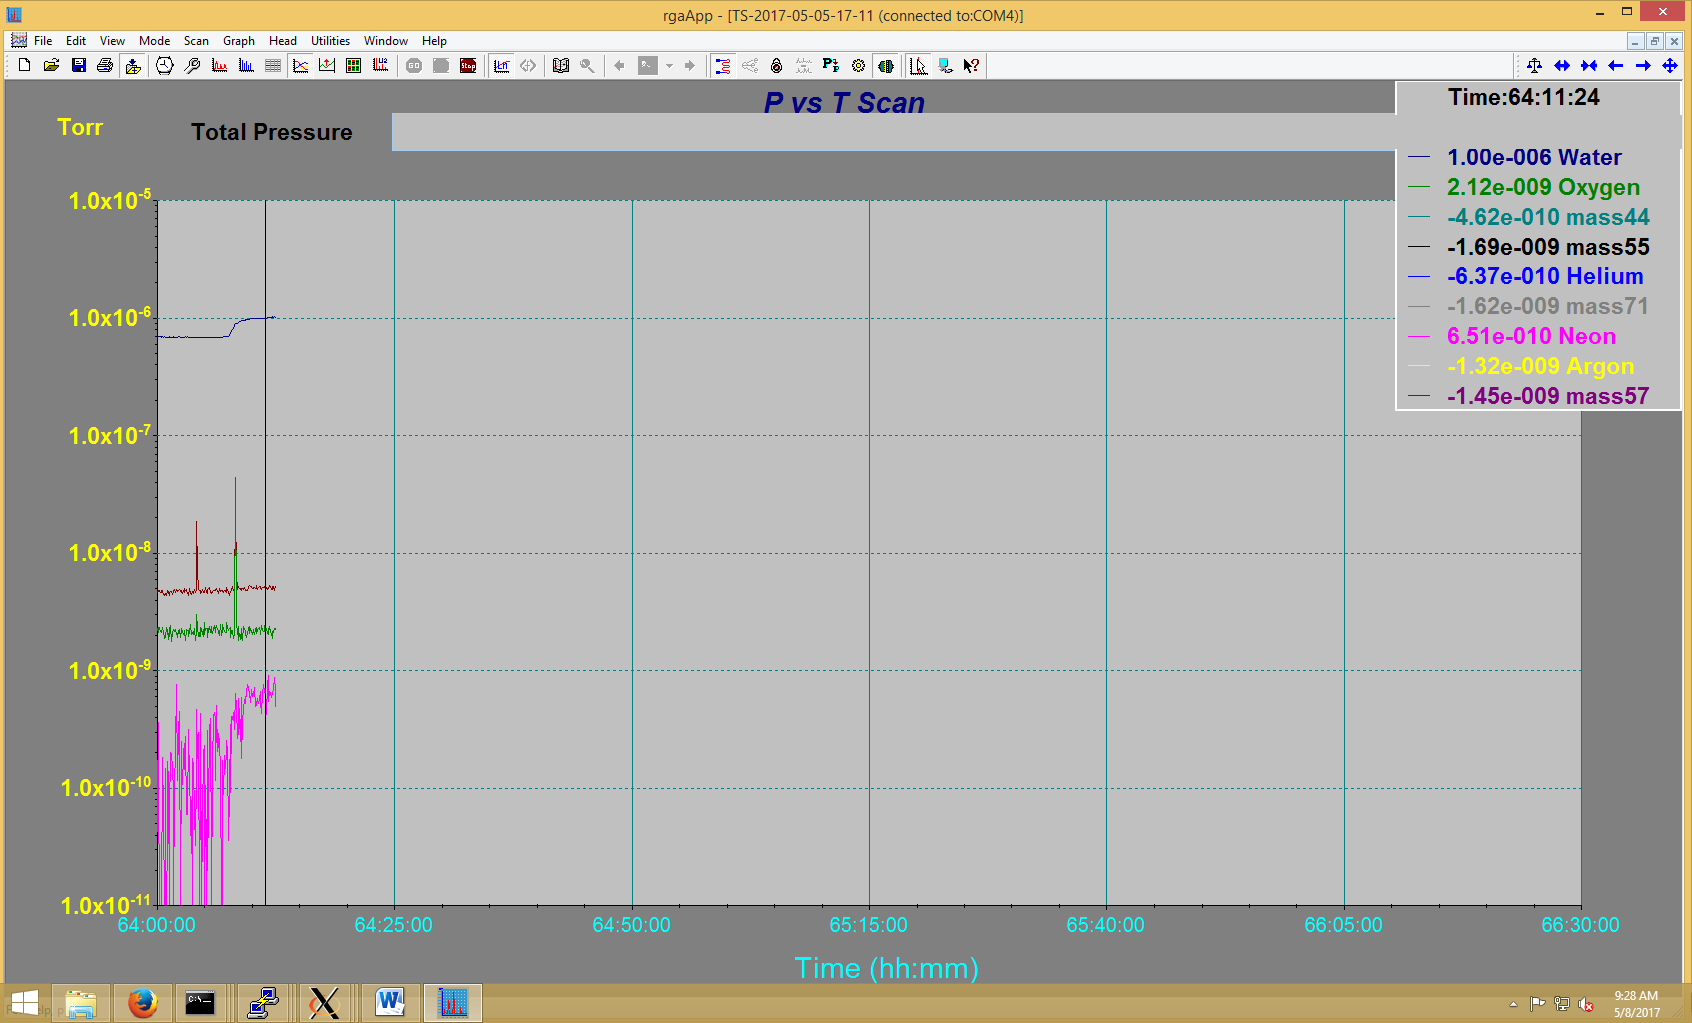 rgaApp - [TS-2017-05-05-17-11 (connected to:COM4)]
File Edit View Mode Scan Graph Head Utilities Window Help
GO Stop
P vs T Scan
Torr
Total Pressure
Time:64:11:24
1.00e-006 Water
2.12e-009 Oxygen
-4.62e-010 mass44
-1.69e-009 mass55
-6.37e-010 Helium
-1.62e-009 mass71
6.51e-010 Neon
-1.32e-009 Argon
-1.45e-009 mass57
1.0x10-5
1.0x10-6
1.0x10-7
1.0x10-8
1.0x10-9
1.0x10-10
1.0x10-11
64:00:00 64:25:00 64:50:00 65:15:00 65:40:00 66:05:00 66:30:00
Time (hh:mm)
9:28 AM
5/8/2017